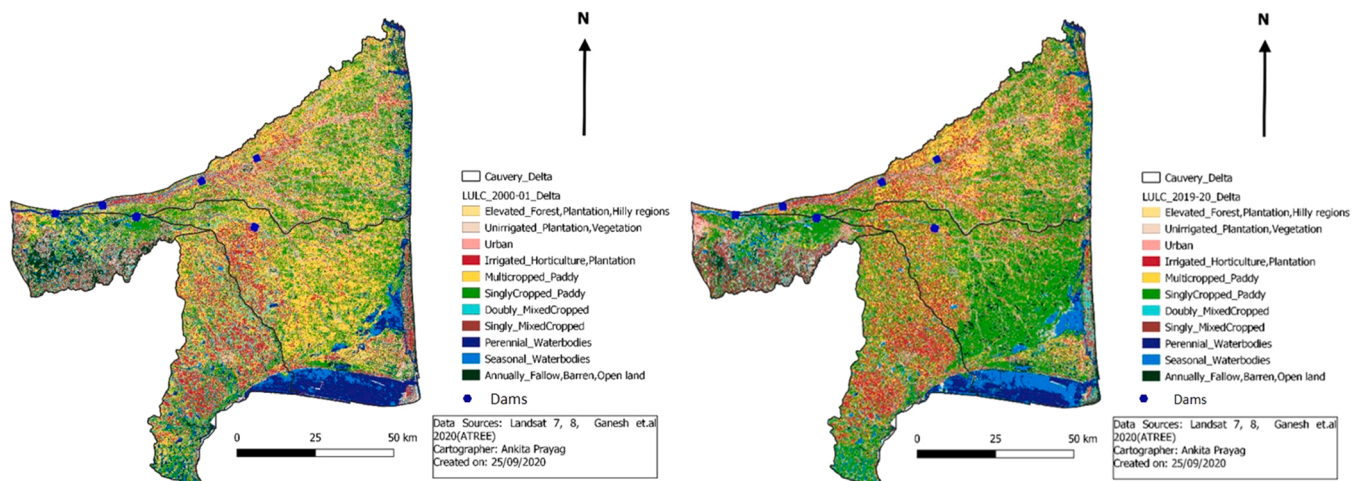 N
Cauvery_Delta
LULC_2000-01_Delta
Elevated_Forest,Plantation,Hilly regions
Unirrigated_Plantation,Vegetation
Urban
Irrigated_Horticulture,Plantation
Multicropped_Paddy
SinglyCropped_Paddy
Doubly_MixedCropped
Singly_MixedCropped
Perennial_Waterbodies
Seasonal_Waterbodies
Annually_Fallow,Barren,Open land
Dams
0 25 50 km
Data Sources: Landsat 7, 8, Ganesh et.al
2020(ATREE)
Cartographer: Ankita Prayag
Created on: 25/09/2020
N
Cauvery_Delta
LULC_2019-20_Delta
Elevated_Forest,Plantation,Hilly regions
Unirrigated_Plantation,Vegetation
Urban
Irrigated_Horticulture,Plantation
Multicropped_Paddy
SinglyCropped_Paddy
Doubly_MixedCropped
Singly_MixedCropped
Perennial_Waterbodies
Seasonal_Waterbodies
Annually_Fallow,Barren,Open land
Dams
0 25 50 km
Data Sources: Landsat 7, 8, Ganesh et.al
2020(ATREE)
Cartographer: Ankita Prayag
Created on: 25/09/2020